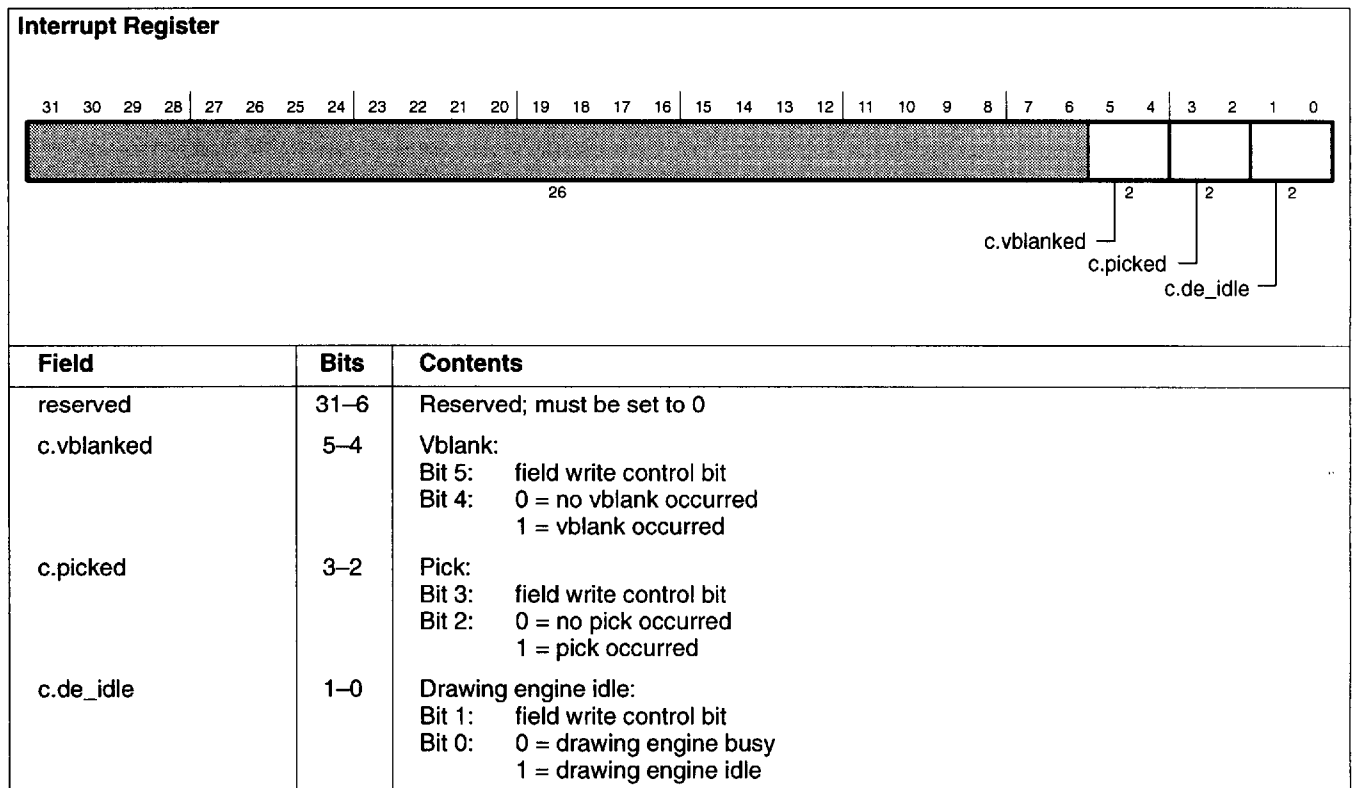 Interrupt Register
31 30 29 28 27 26 25 24 23 22 21 20 19 18 17 16 15 14 13 12 11 10 9 8 7 6 5 4 3 2 1 0
26 2 2 2
c.vblanked
c.picked
c.de_idle
Field Bits Contents
reserved 31–6 Reserved; must be set to 0
c.vblanked 5–4 Vblank:
Bit 5: field write control bit
Bit 4: 0 = no vblank occurred
1 = vblank occurred
c.picked 3–2 Pick:
Bit 3: field write control bit
Bit 2: 0 = no pick occurred
1 = pick occurred
c.de_idle 1–0 Drawing engine idle:
Bit 1: field write control bit
Bit 0: 0 = drawing engine busy
1 = drawing engine idle